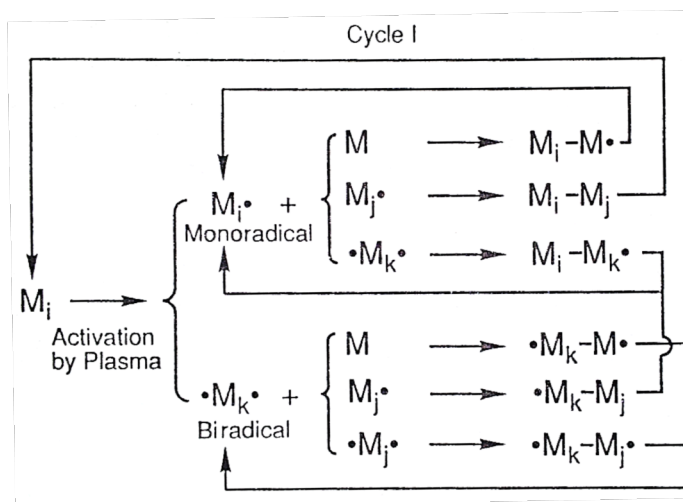 Cycle I
M ⟶ Mᵢ–M•
Mᵢ• + Mⱼ• ⟶ Mᵢ–Mⱼ
Monoradical
•Mₖ• ⟶ Mᵢ–Mₖ•
Mᵢ ⟶
Activation
by Plasma
M ⟶ •Mₖ–M•
•Mₖ• + Mⱼ• ⟶ •Mₖ–Mⱼ
Biradical
•Mⱼ• ⟶ •Mₖ–Mⱼ•